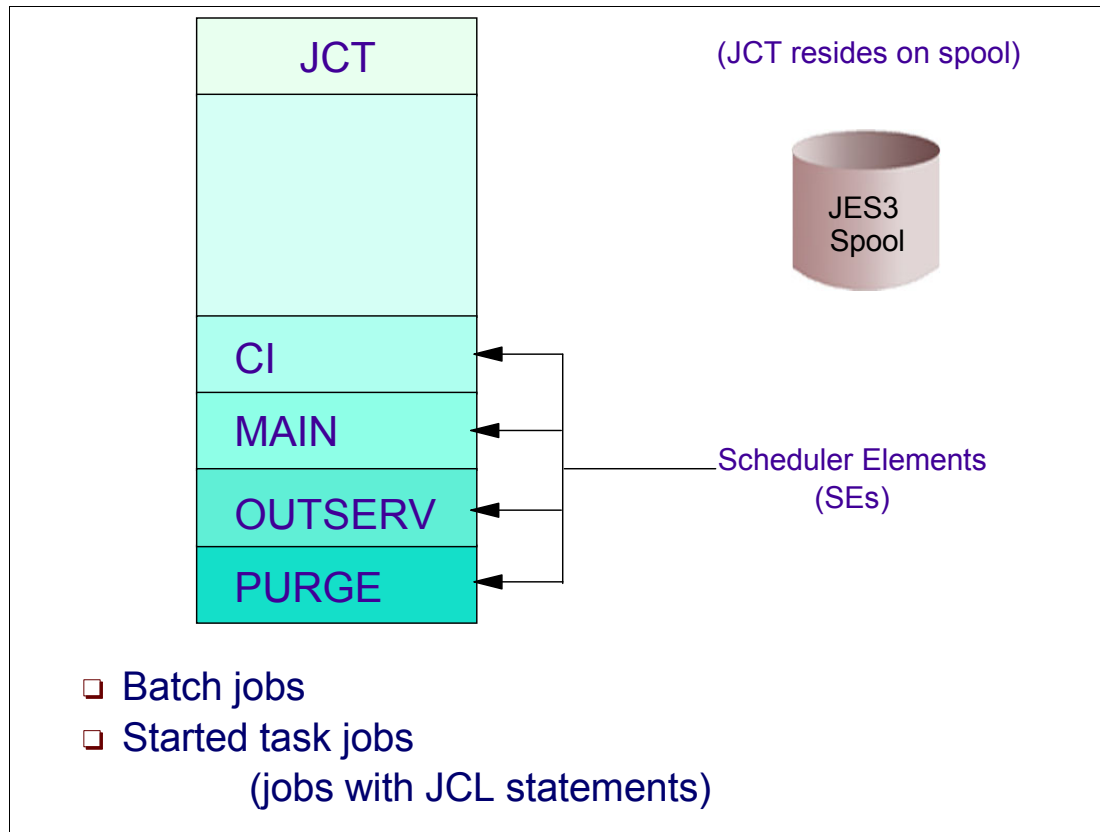 JCT
(JCT resides on spool)
JES3
Spool
CI
MAIN
OUTSERV
PURGE
Scheduler Elements
(SEs)
Batch jobs
Started task jobs
(jobs with JCL statements)